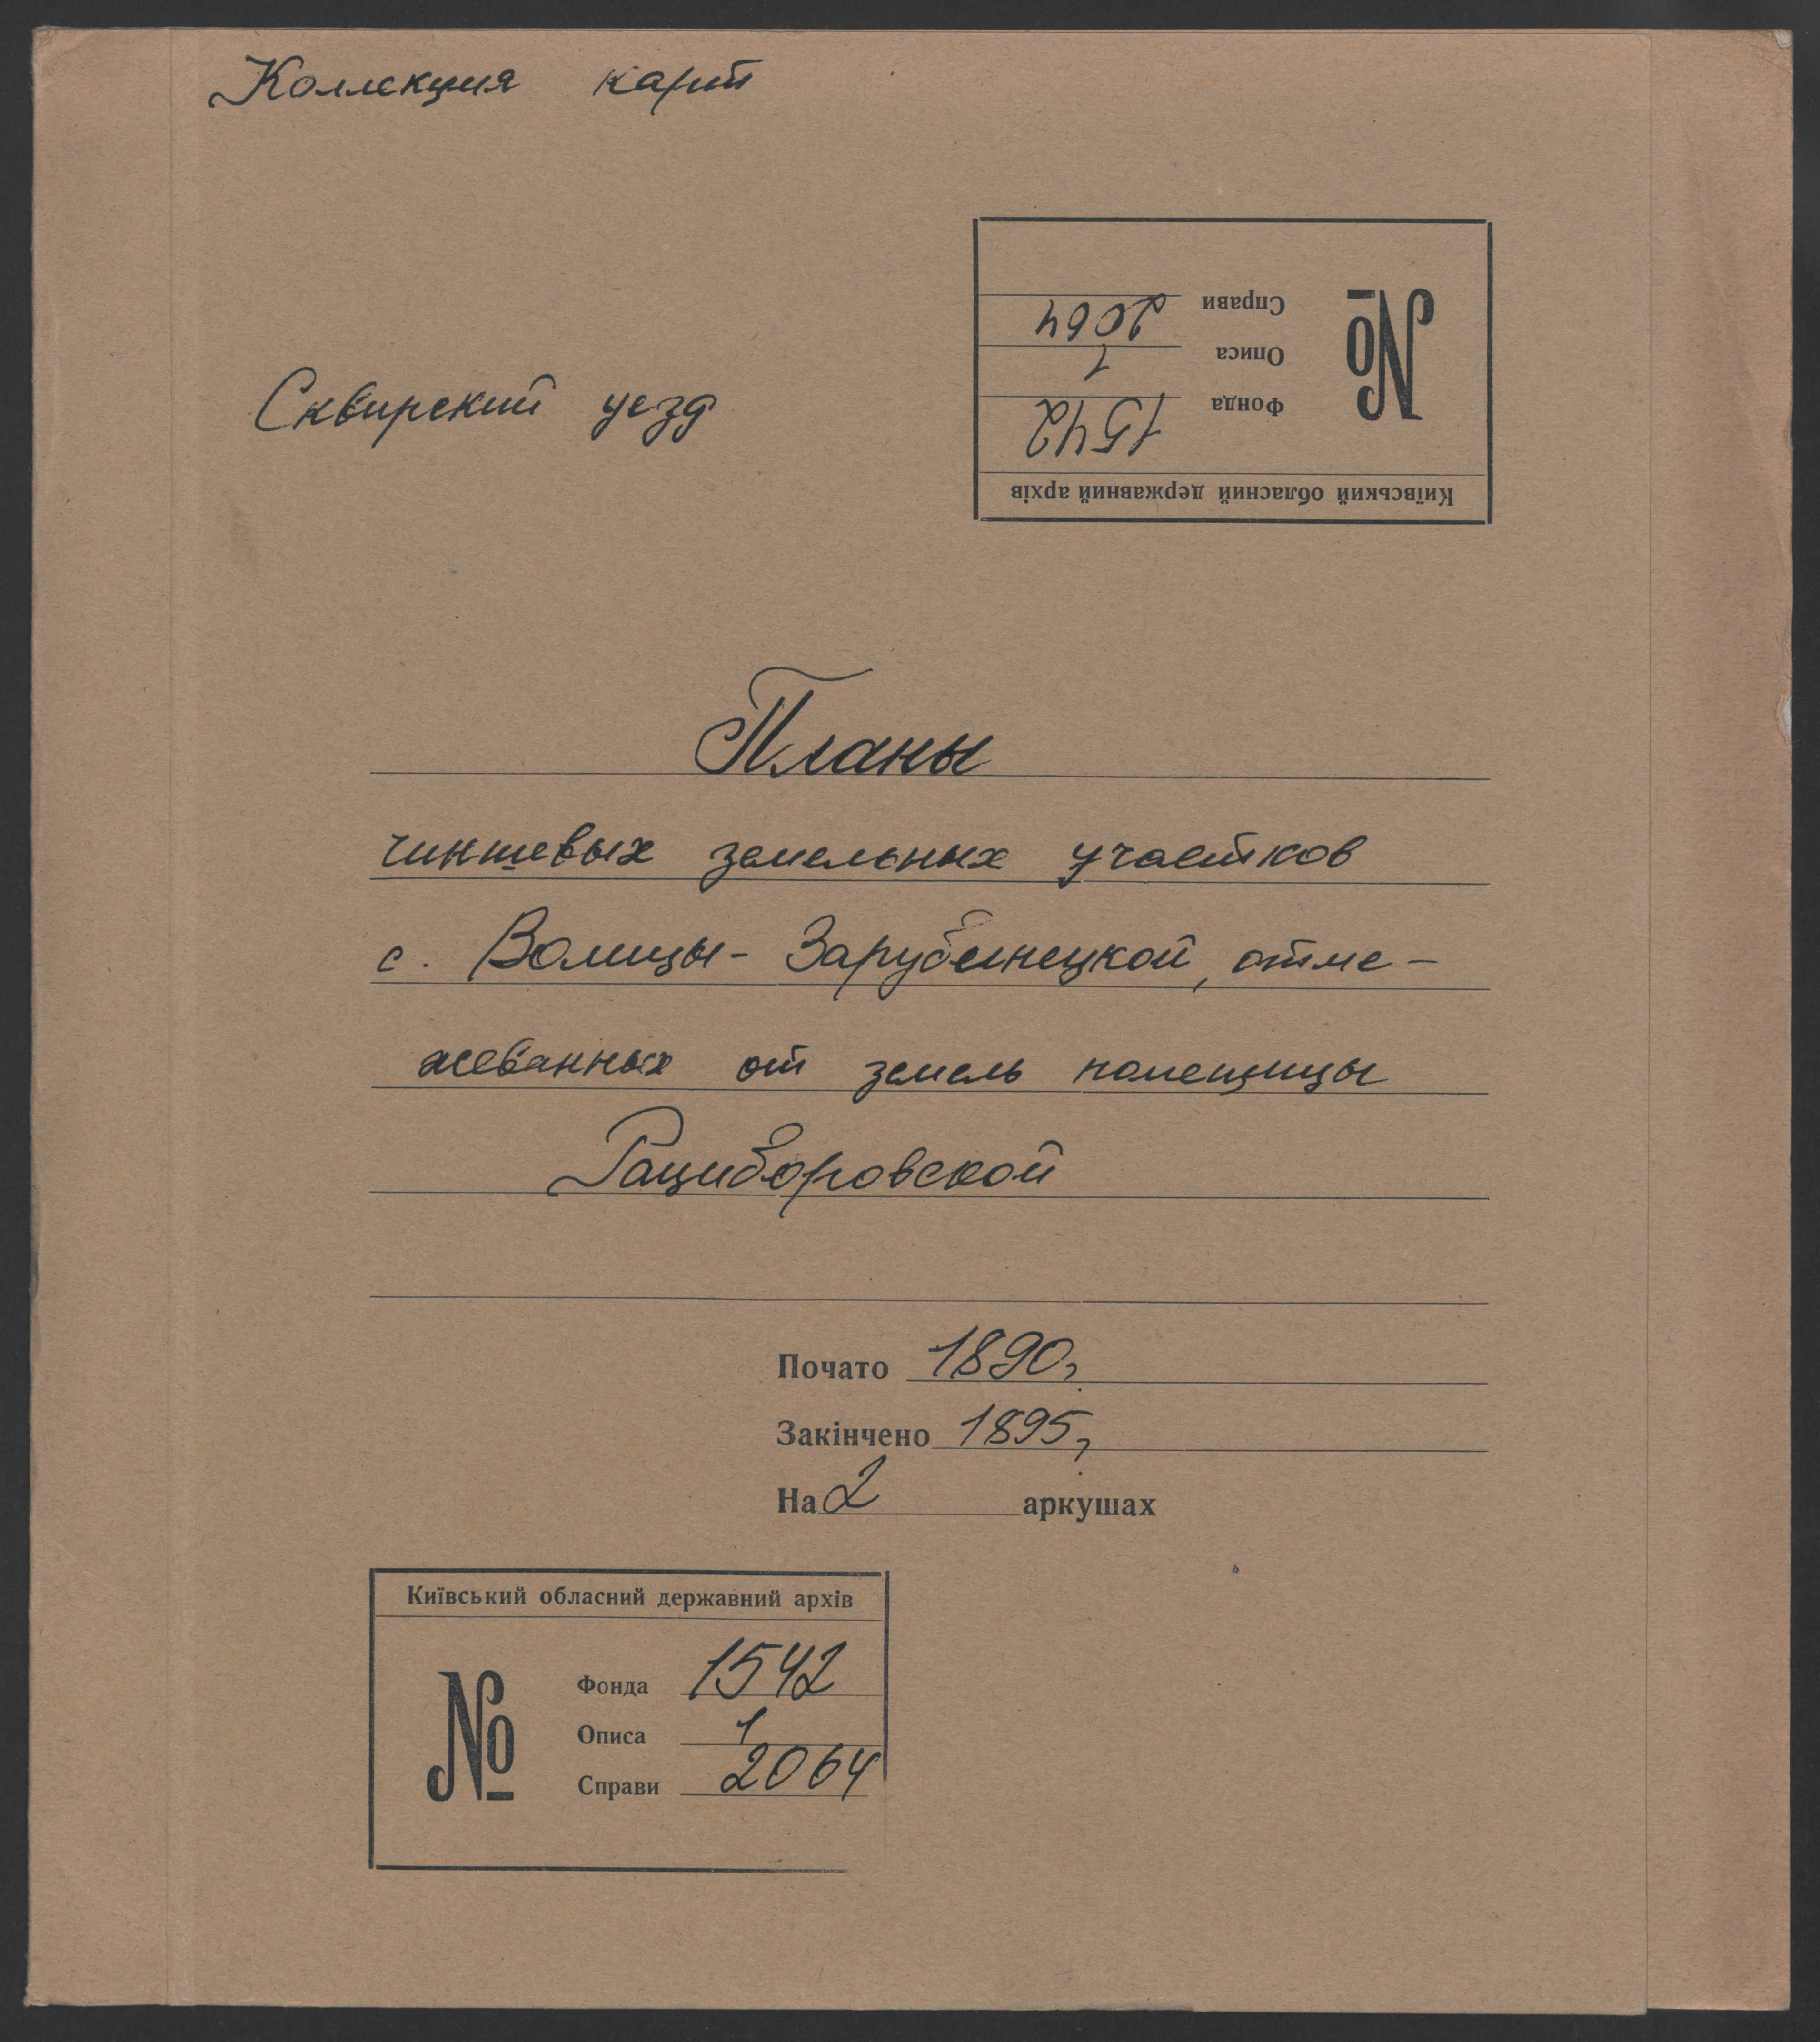 Коллекция карт
Київський обласний державний архів
№
Фонда 1542
Описа 1
Справи 2064
Сквирский уезд
Планы
чиншевых земельных участков
с. Волицы - Зарубинецкой, отме-
жеванных от земель помещицы
Рациборовской
Почато 1890,
Закінчено 1895,
На 2 аркушах
Київський обласний державний архів
№
Фонда 1542
Описа 1
Справи 2064